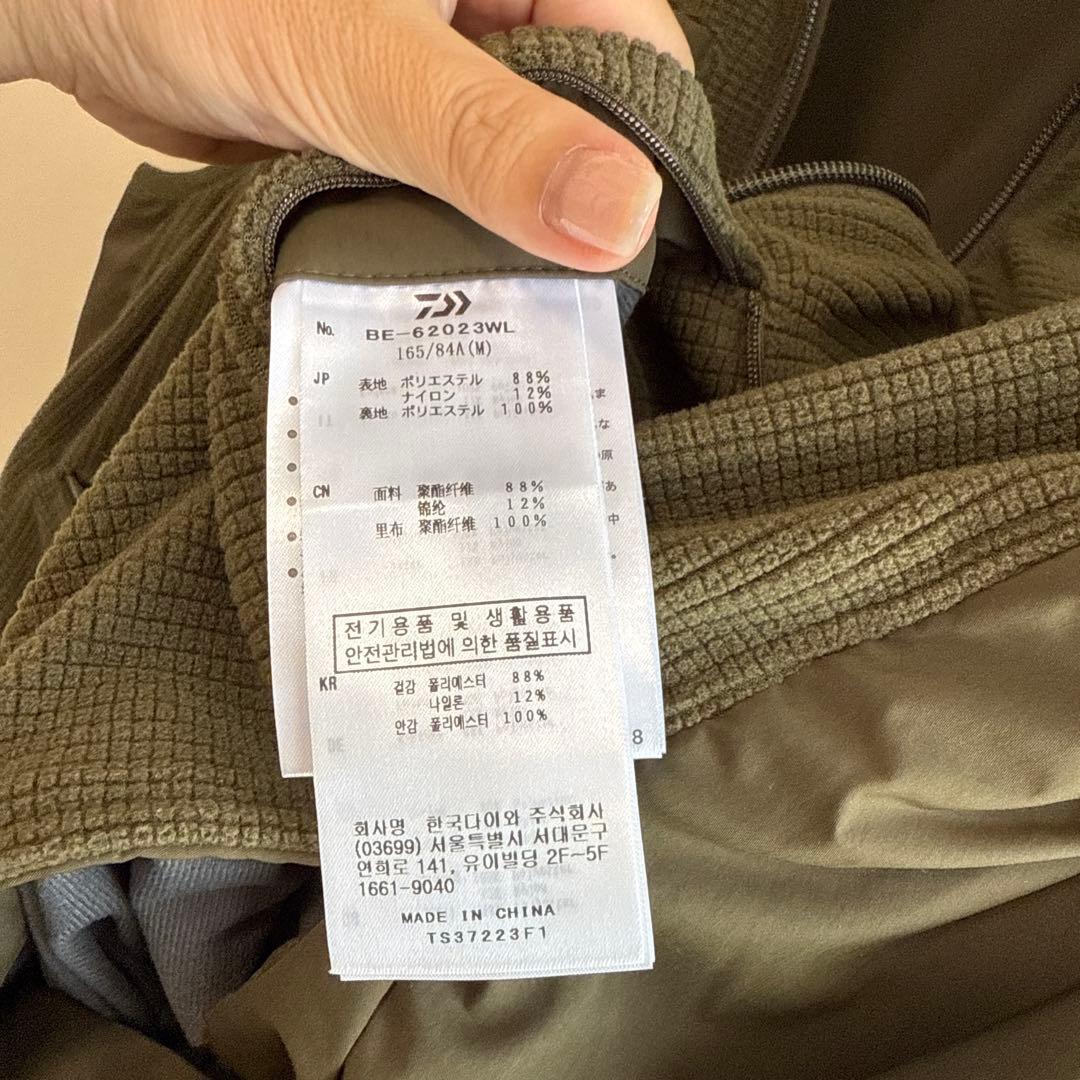 No. BE-62023WL
165/84A(M)
JP 表地 ポリエステル 88%
ナイロン 12%
裏地 ポリエステル 100%
CN 面料 聚酯纤维 88%
锦纶 12%
里布 聚酯纤维 100%
전기용품 및 생활용품
안전관리법에 의한 품질표시
KR 겉감 폴리에스터 88%
나일론 12%
안감 폴리에스터 100%
회사명 한국다이와 주식회사
(03699) 서울특별시 서대문구
연희로 141, 유이빌딩 2F~5F
1661-9040
MADE IN CHINA
TS37223F1
ま
な
原
あ
中
8